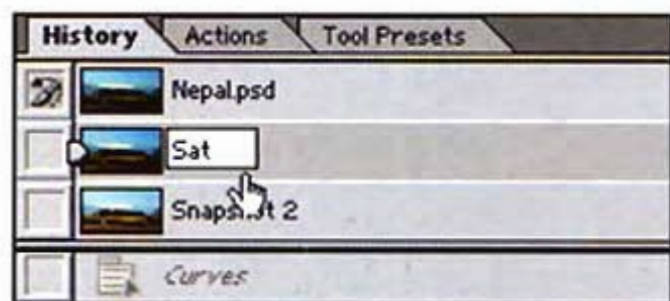 History Actions Tool Presets
Nepal.psd
Sat
Snapshot 2
Curves